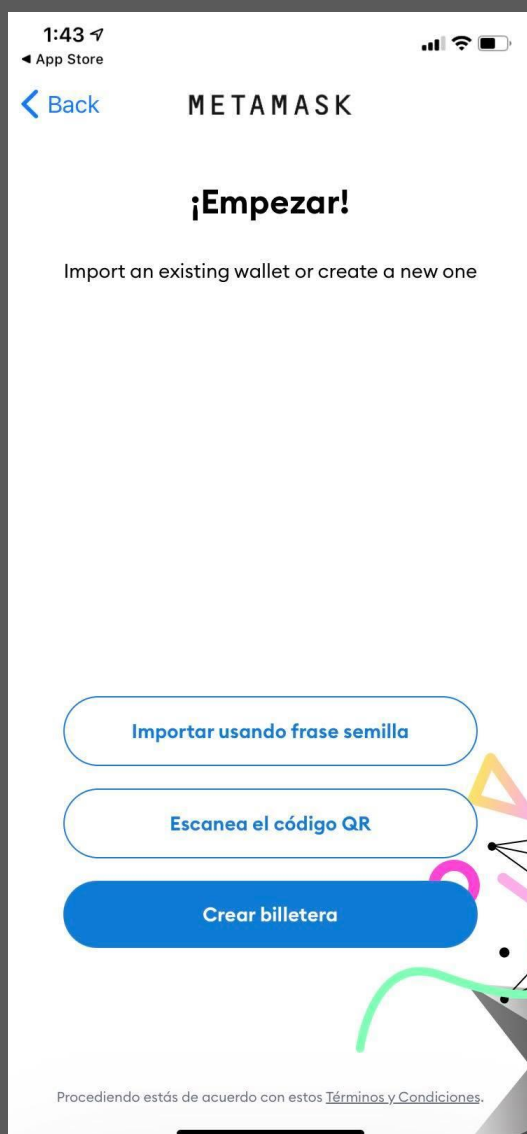 1:43
App Store
Back
METAMASK
¡Empezar!
Import an existing wallet or create a new one
Importar usando frase semilla
Escanea el código QR
Crear billetera
Procediendo estás de acuerdo con estos Términos y Condiciones.